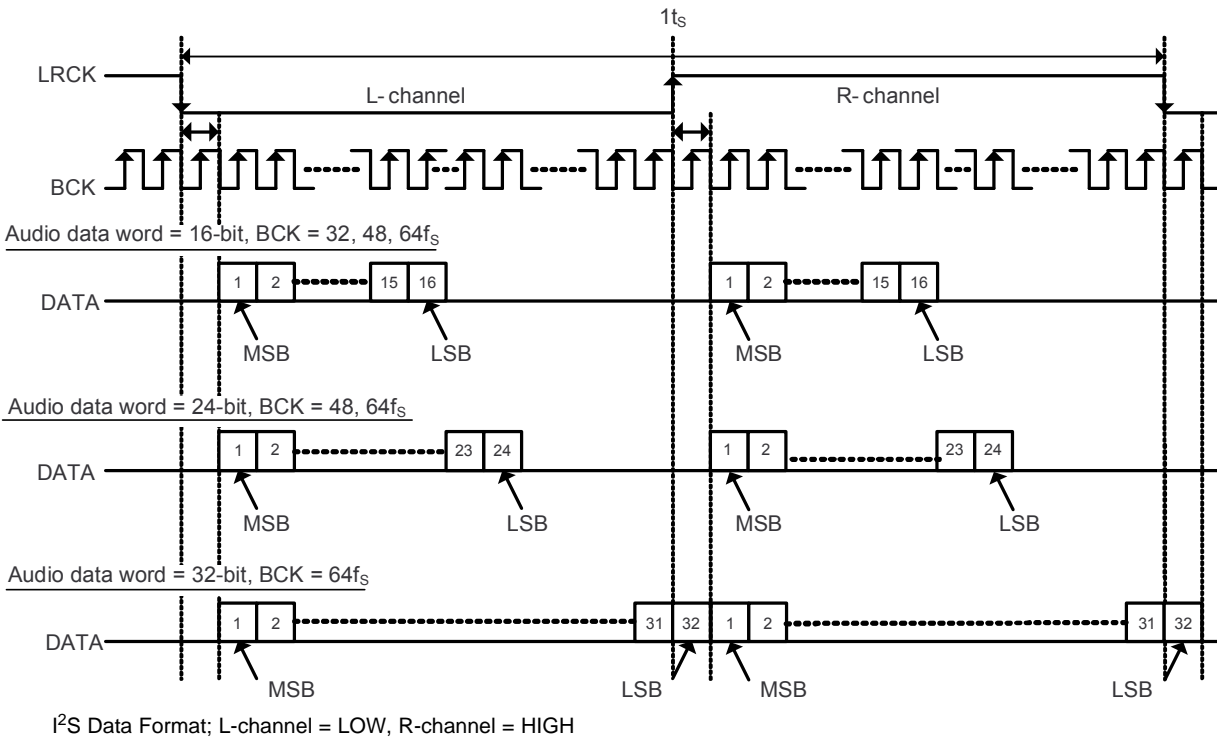 1tS
LRCK
L- channel
R- channel
BCK
Audio data word = 16-bit, BCK = 32, 48, 64fS
DATA
1 2 15 16
1 2 15 16
MSB
LSB
MSB
LSB
Audio data word = 24-bit, BCK = 48, 64fS
DATA
1 2 23 24
1 2 23 24
MSB
LSB
MSB
LSB
Audio data word = 32-bit, BCK = 64fS
DATA
1 2 31 32 1 2 31 32
MSB
LSB
MSB
LSB
I2S Data Format; L-channel = LOW, R-channel = HIGH